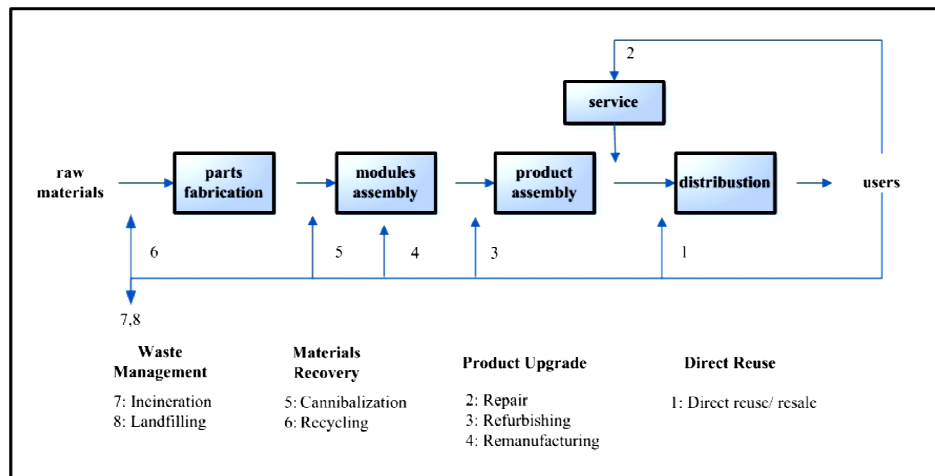 2
service
raw
materials
parts
fabrication
modules
assembly
product
assembly
distribustion
users
6
5
4
3
1
7,8
Waste
Management
7: Incineration
8: Landfilling
Materials
Recovery
5: Cannibalization
6: Recycling
Product Upgrade
2: Repair
3: Refurbishing
4: Remanufacturing
Direct Reuse
1: Direct reuse/ resale